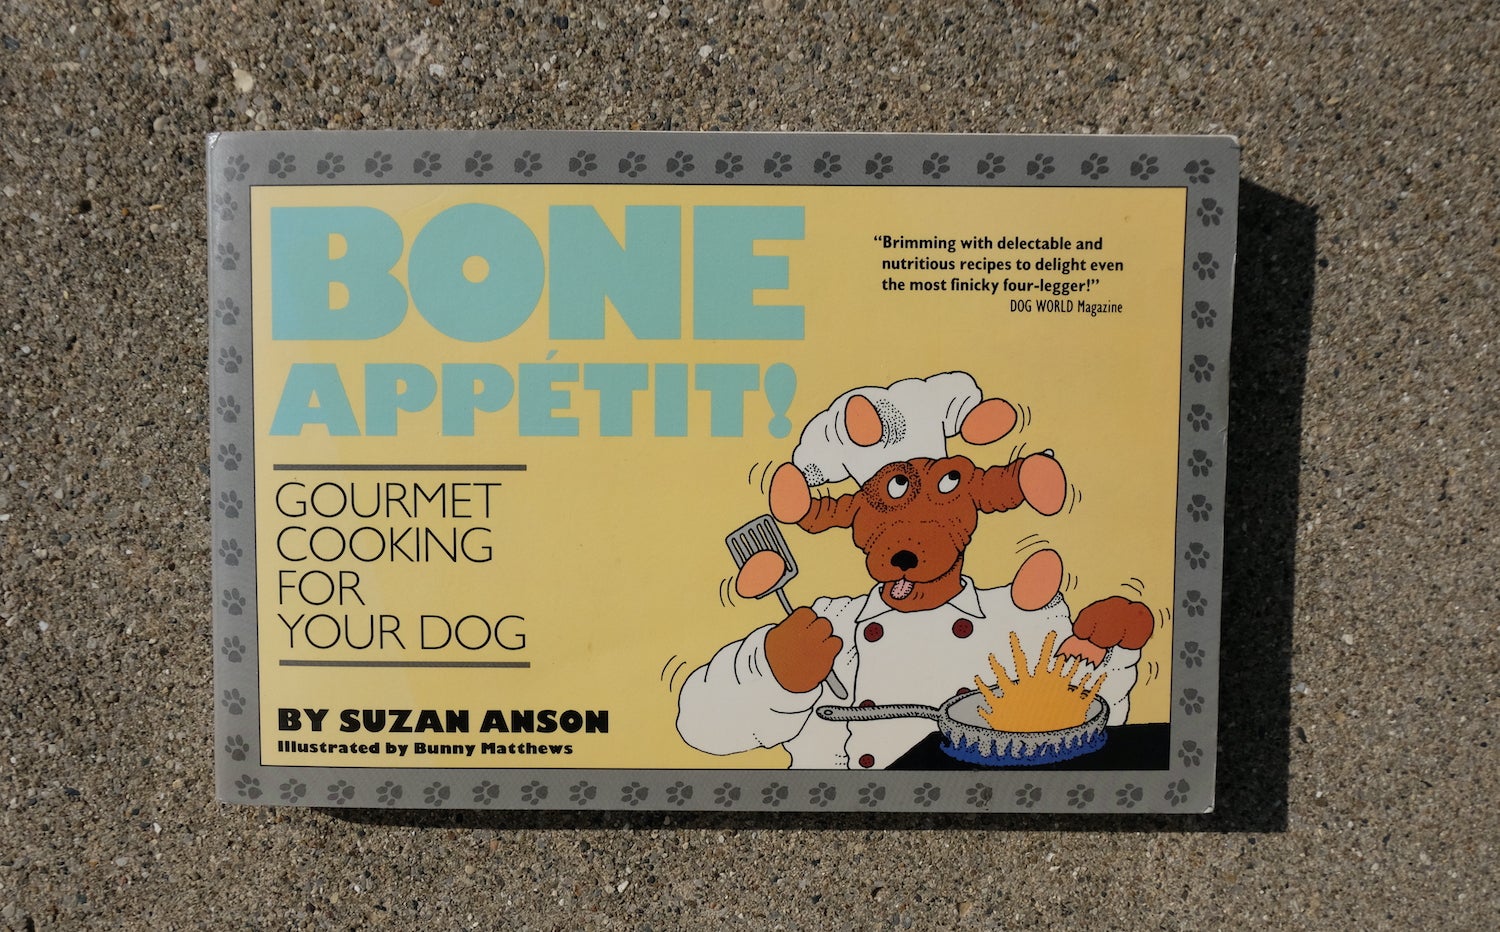 BONE
APPÉTIT!
GOURMET
COOKING
FOR
YOUR DOG
BY SUZAN ANSON
Illustrated by Bunny Matthews
“Brimming with delectable and
nutritious recipes to delight even
the most finicky four-legger!”
DOG WORLD Magazine